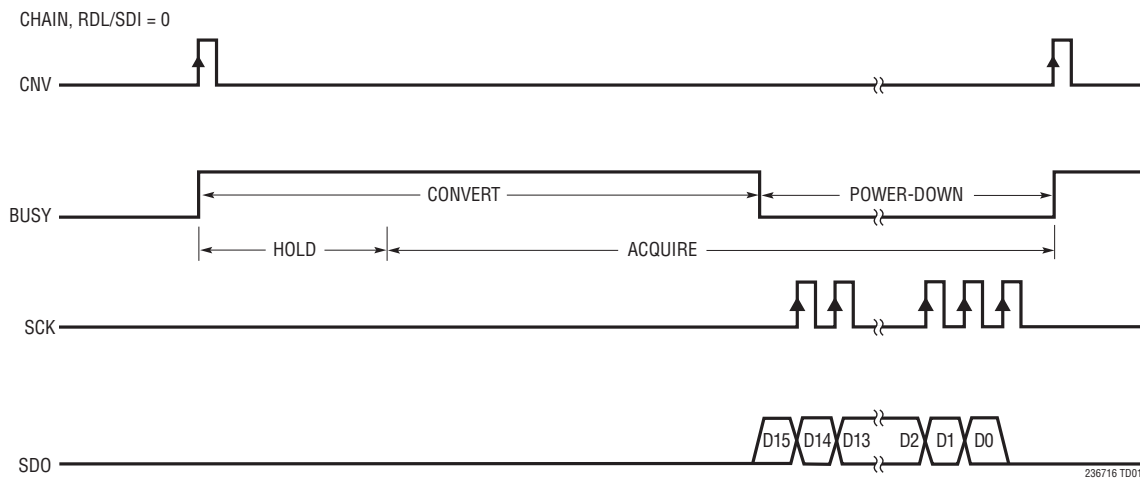 CHAIN, RDL/SDI = 0
CNV
BUSY
CONVERT
POWER-DOWN
HOLD
ACQUIRE
SCK
SDO
D15 D14 D13 D2 D1 D0
236716 TD01